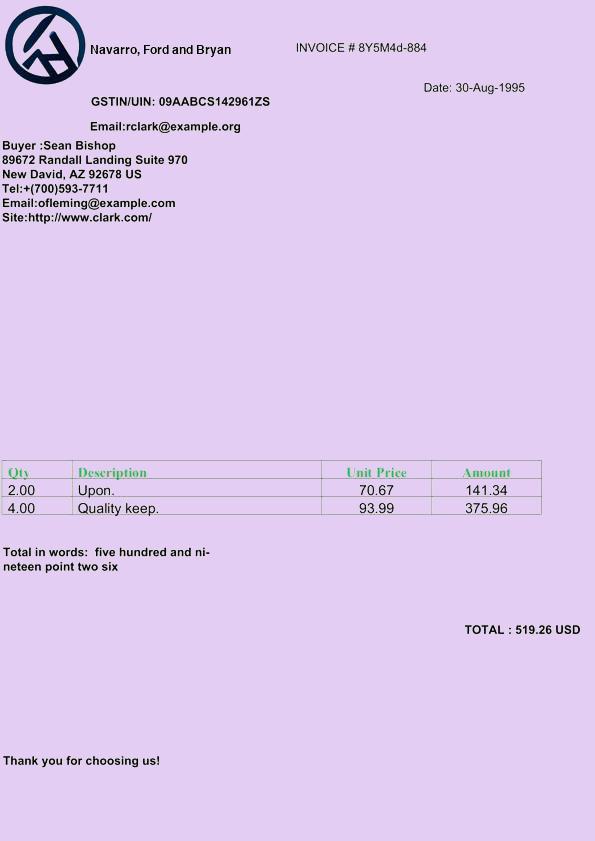 Navarro, Ford and Bryan
INVOICE # 8Y5M4d-884
Date: 30-Aug-1995
GSTIN/UIN: 09AABCS142961ZS
Email:rclark@example.org
Buyer :Sean Bishop
89672 Randall Landing Suite 970
New David, AZ 92678 US
Tel:+(700)593-7711
Email:ofleming@example.com
Site:http://www.clark.com/
Qty Description Unit Price Amount
2.00 Upon. 70.67 141.34
4.00 Quality keep. 93.99 375.96
Total in words:  five hundred and ni-
neteen point two six
TOTAL : 519.26 USD
Thank you for choosing us!